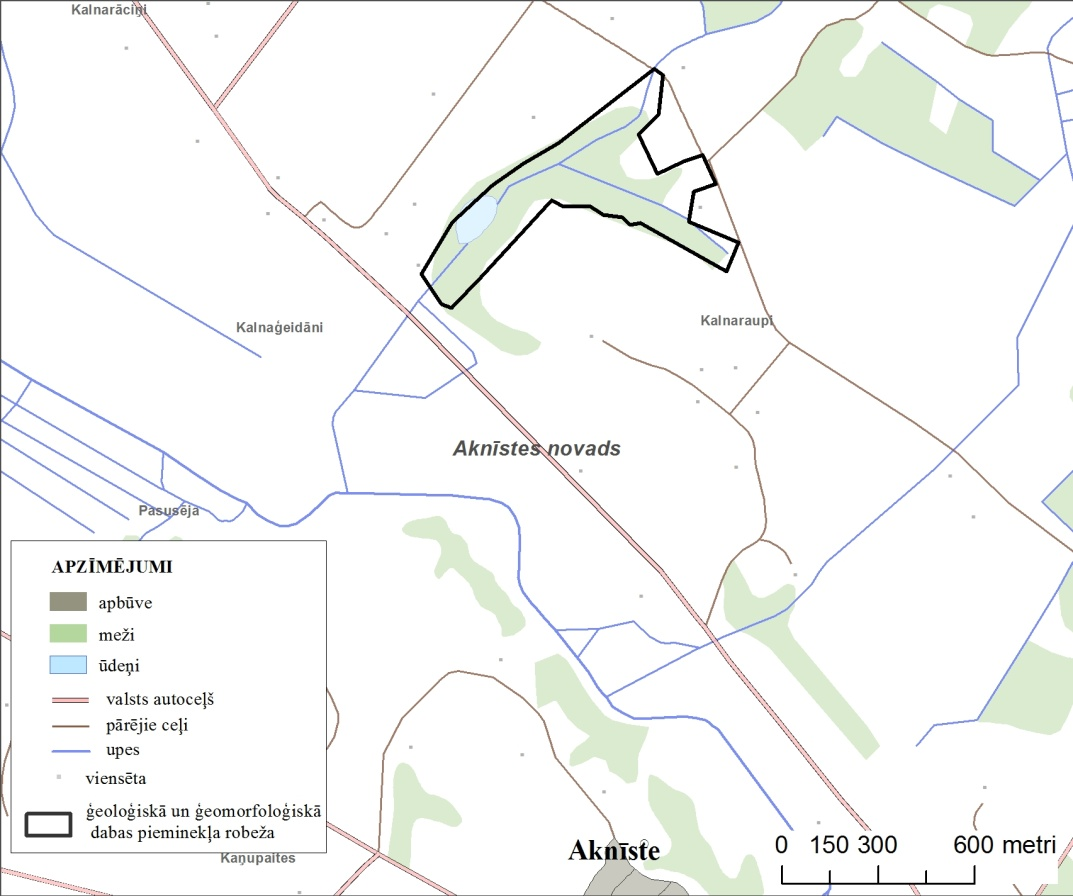 Kalnarāciņi
Kalnaraupi
Kalnaģeidāni
Aknīstes novads
Pasusēja
APZĪMĒJUMI
apbūve
meži
ūdeņi
valsts autoceļš
pārējie ceļi
upes
viensēta
ģeoloģiskā un ģeomorfoloģiskā
dabas pieminekļa robeža
Kaņupaites
Aknīste
0 150 300 600 metri